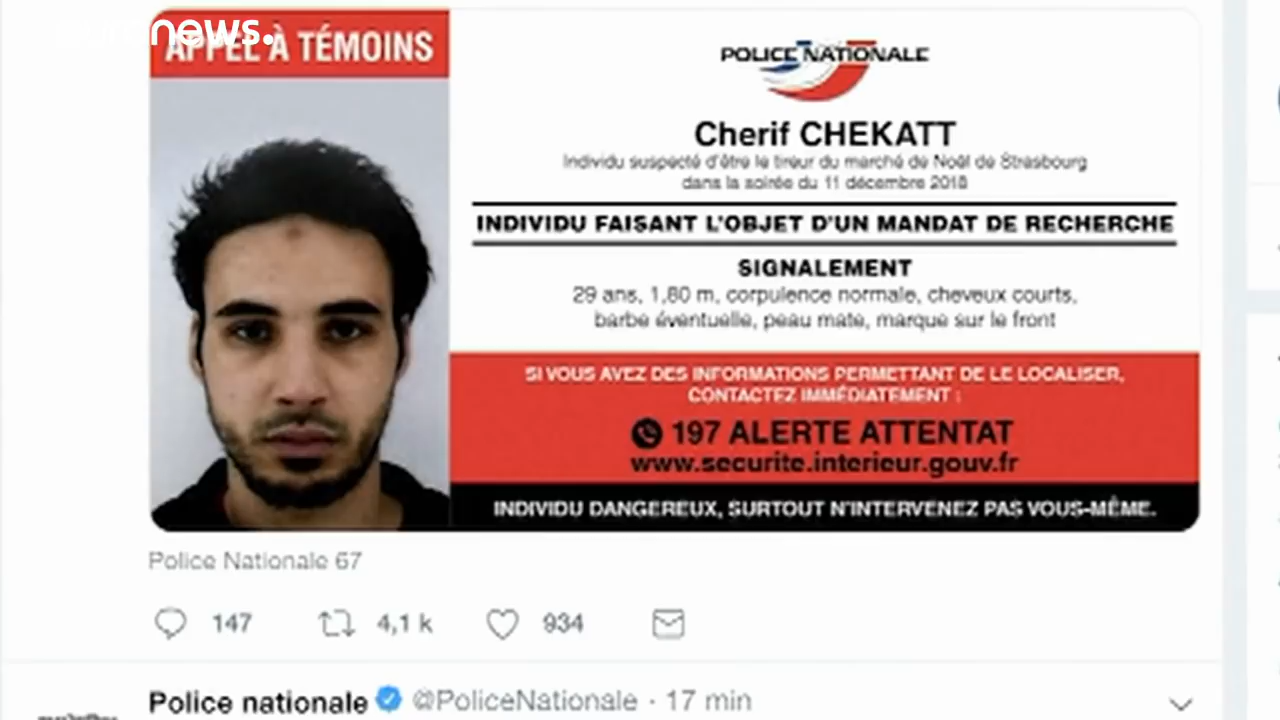 euronews.
APPEL À TÉMOINS
POLICE NATIONALE
Cherif CHEKATT
Individu suspecté d'être le tireur du marché de Noël de Strasbourg
dans la soirée du 11 décembre 2018
INDIVIDU FAISANT L'OBJET D'UN MANDAT DE RECHERCHE
SIGNALEMENT
29 ans, 1,80 m, corpulence normale, cheveux courts,
barbe éventuelle, peau mate, marque sur le front
SI VOUS AVEZ DES INFORMATIONS PERMETTANT DE LE LOCALISER,
CONTACTEZ IMMÉDIATEMENT :
197 ALERTE ATTENTAT
www.securite.interieur.gouv.fr
INDIVIDU DANGEREUX, SURTOUT N'INTERVENEZ PAS VOUS-MÊME.
Police Nationale 67
147 4,1 k 934
Police nationale @PoliceNationale · 17 min